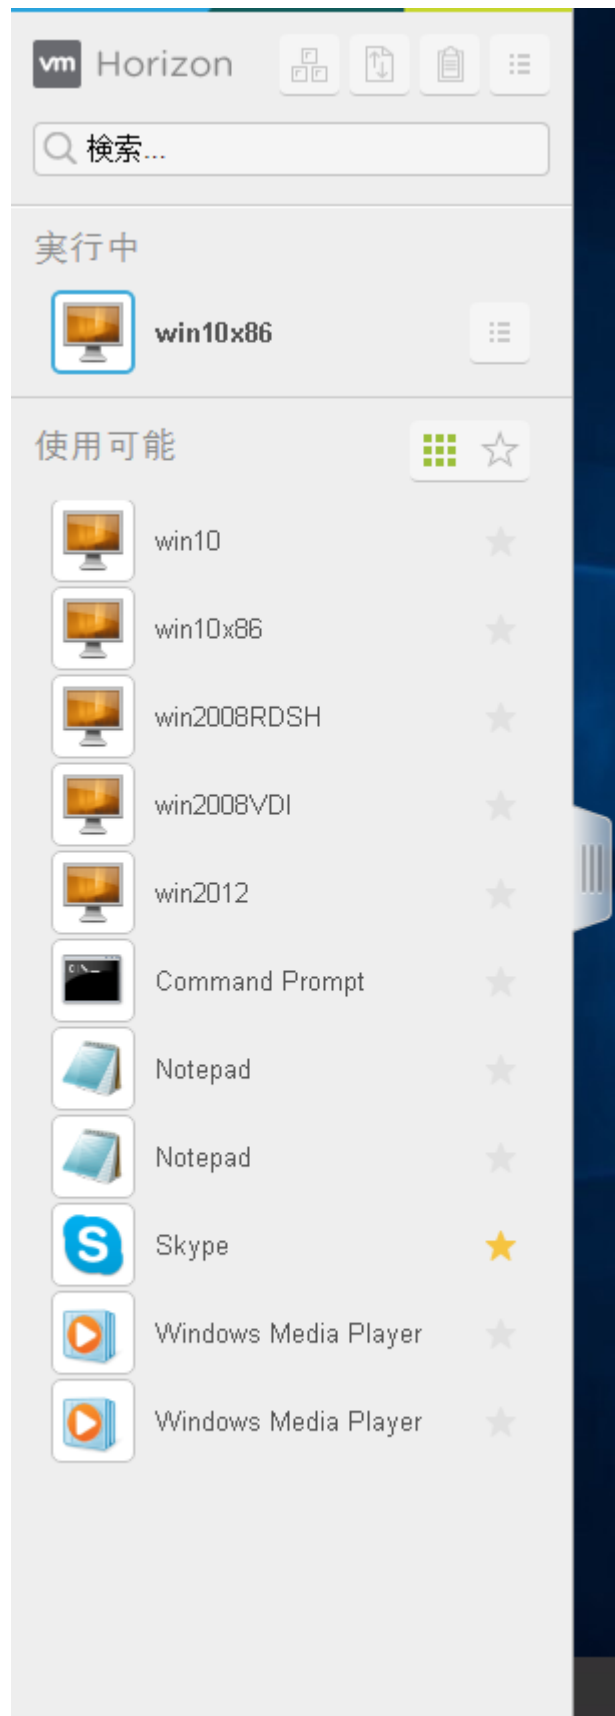 vm Horizon
検索...
実行中
win10x86
使用可能
win10
win10x86
win2008RDSH
win2008VDI
win2012
C:\_
Command Prompt
Notepad
Notepad
S
Skype
Windows Media Player
Windows Media Player